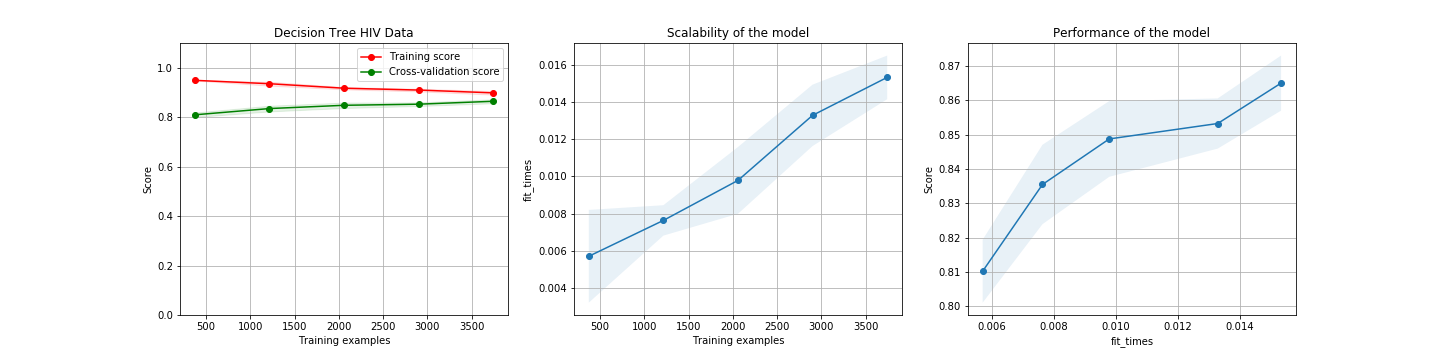 Decision Tree HIV Data
Training score
Cross-validation score
1.0
0.8
0.6
0.4
0.2
0.0
Score
500 1000 1500 2000 2500 3000 3500
Training examples
Scalability of the model
0.016
0.014
0.012
0.010
0.008
0.006
0.004
fit_times
500 1000 1500 2000 2500 3000 3500
Training examples
Performance of the model
0.87
0.86
0.85
0.84
0.83
0.82
0.81
0.80
Score
0.006 0.008 0.010 0.012 0.014
fit_times